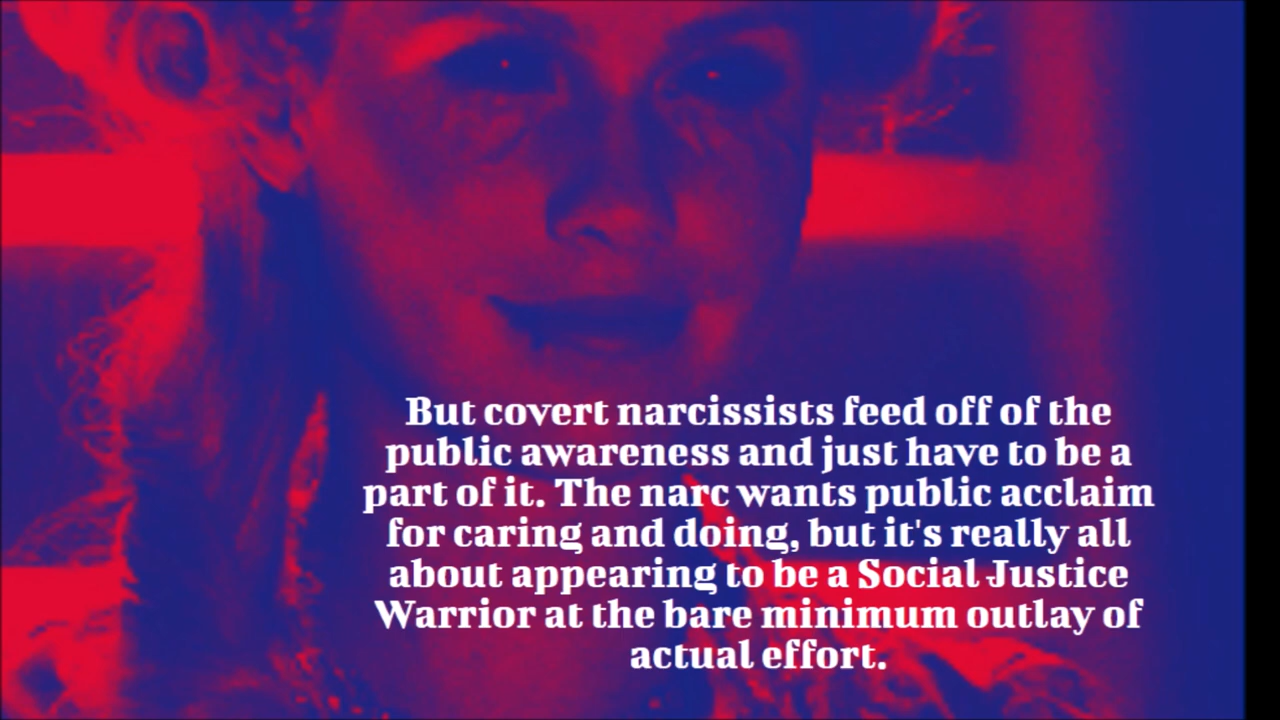 But covert narcissists feed off of the
public awareness and just have to be a
part of it. The narc wants public acclaim
for caring and doing, but it's really all
about appearing to be a Social Justice
Warrior at the bare minimum outlay of
actual effort.